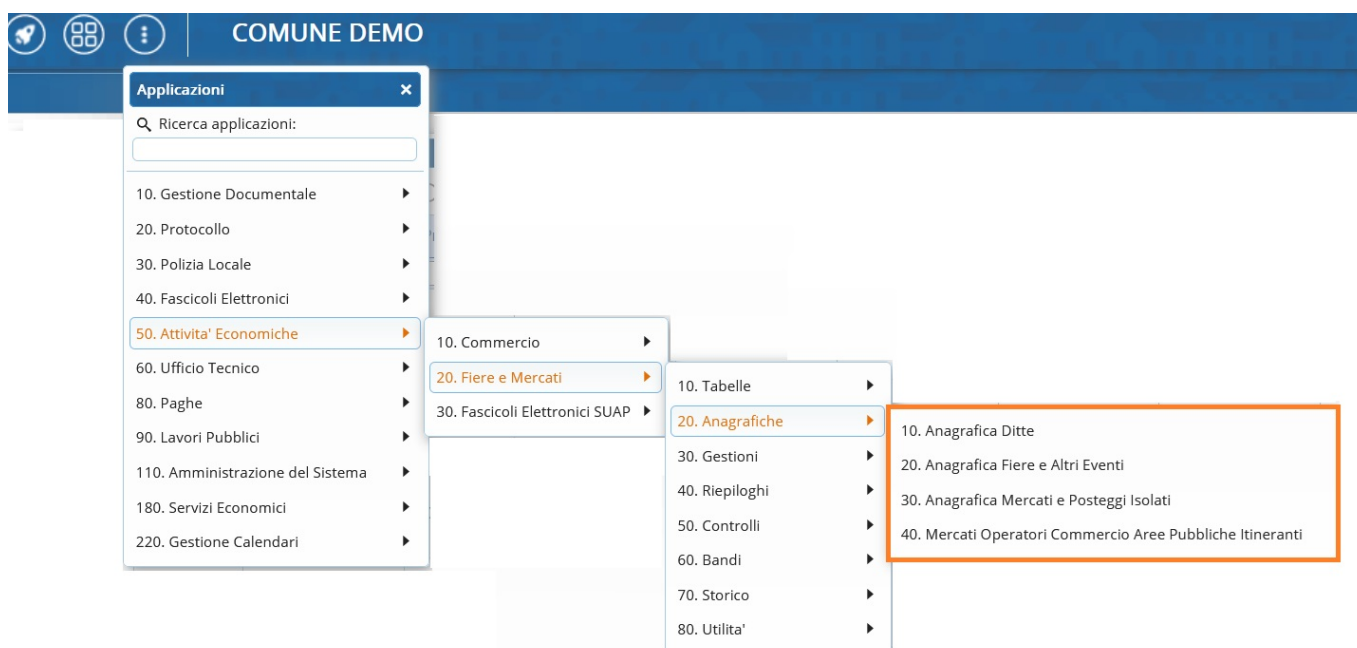 COMUNE DEMO
Applicazioni
Ricerca applicazioni:
10. Gestione Documentale
20. Protocollo
30. Polizia Locale
40. Fascicoli Elettronici
50. Attivita' Economiche
60. Ufficio Tecnico
80. Paghe
90. Lavori Pubblici
110. Amministrazione del Sistema
180. Servizi Economici
220. Gestione Calendari
10. Commercio
20. Fiere e Mercati
30. Fascicoli Elettronici SUAP
10. Tabelle
20. Anagrafiche
30. Gestioni
40. Riepiloghi
50. Controlli
60. Bandi
70. Storico
80. Utilita'
10. Anagrafica Ditte
20. Anagrafica Fiere e Altri Eventi
30. Anagrafica Mercati e Posteggi Isolati
40. Mercati Operatori Commercio Aree Pubbliche Itineranti